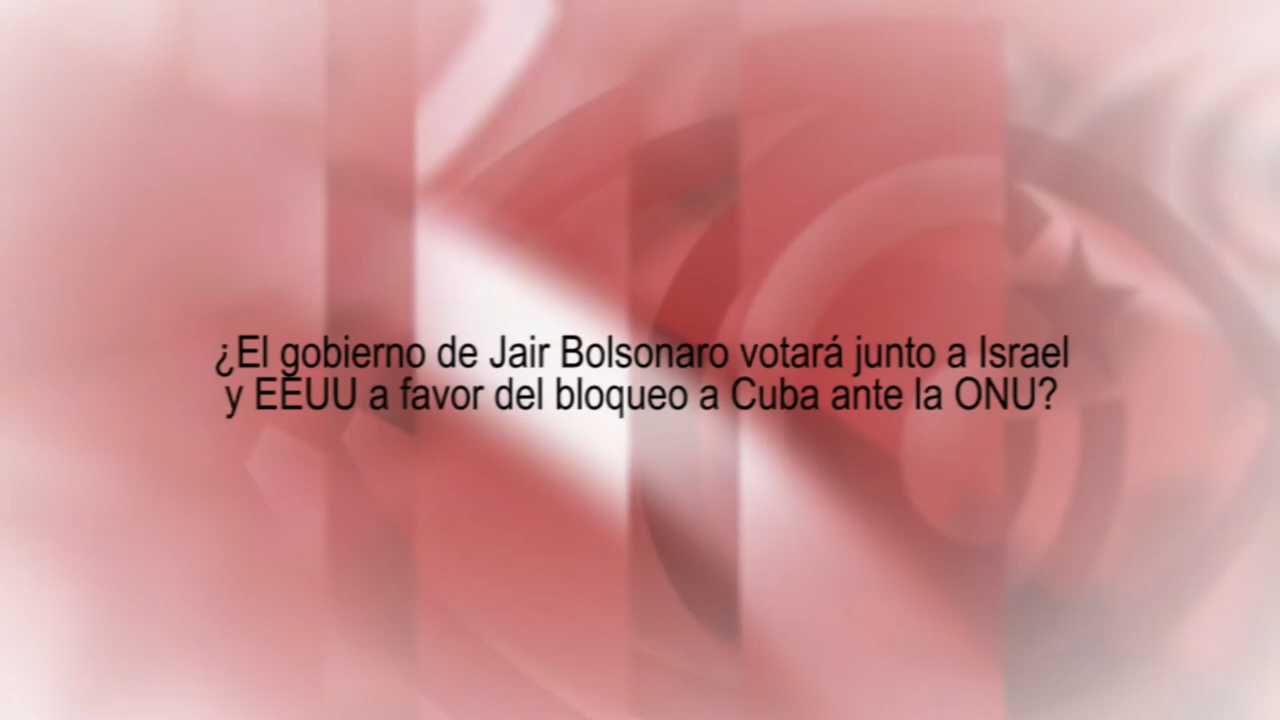 ¿El gobierno de Jair Bolsonaro votará junto a Israel
y EEUU a favor del bloqueo a Cuba ante la ONU?